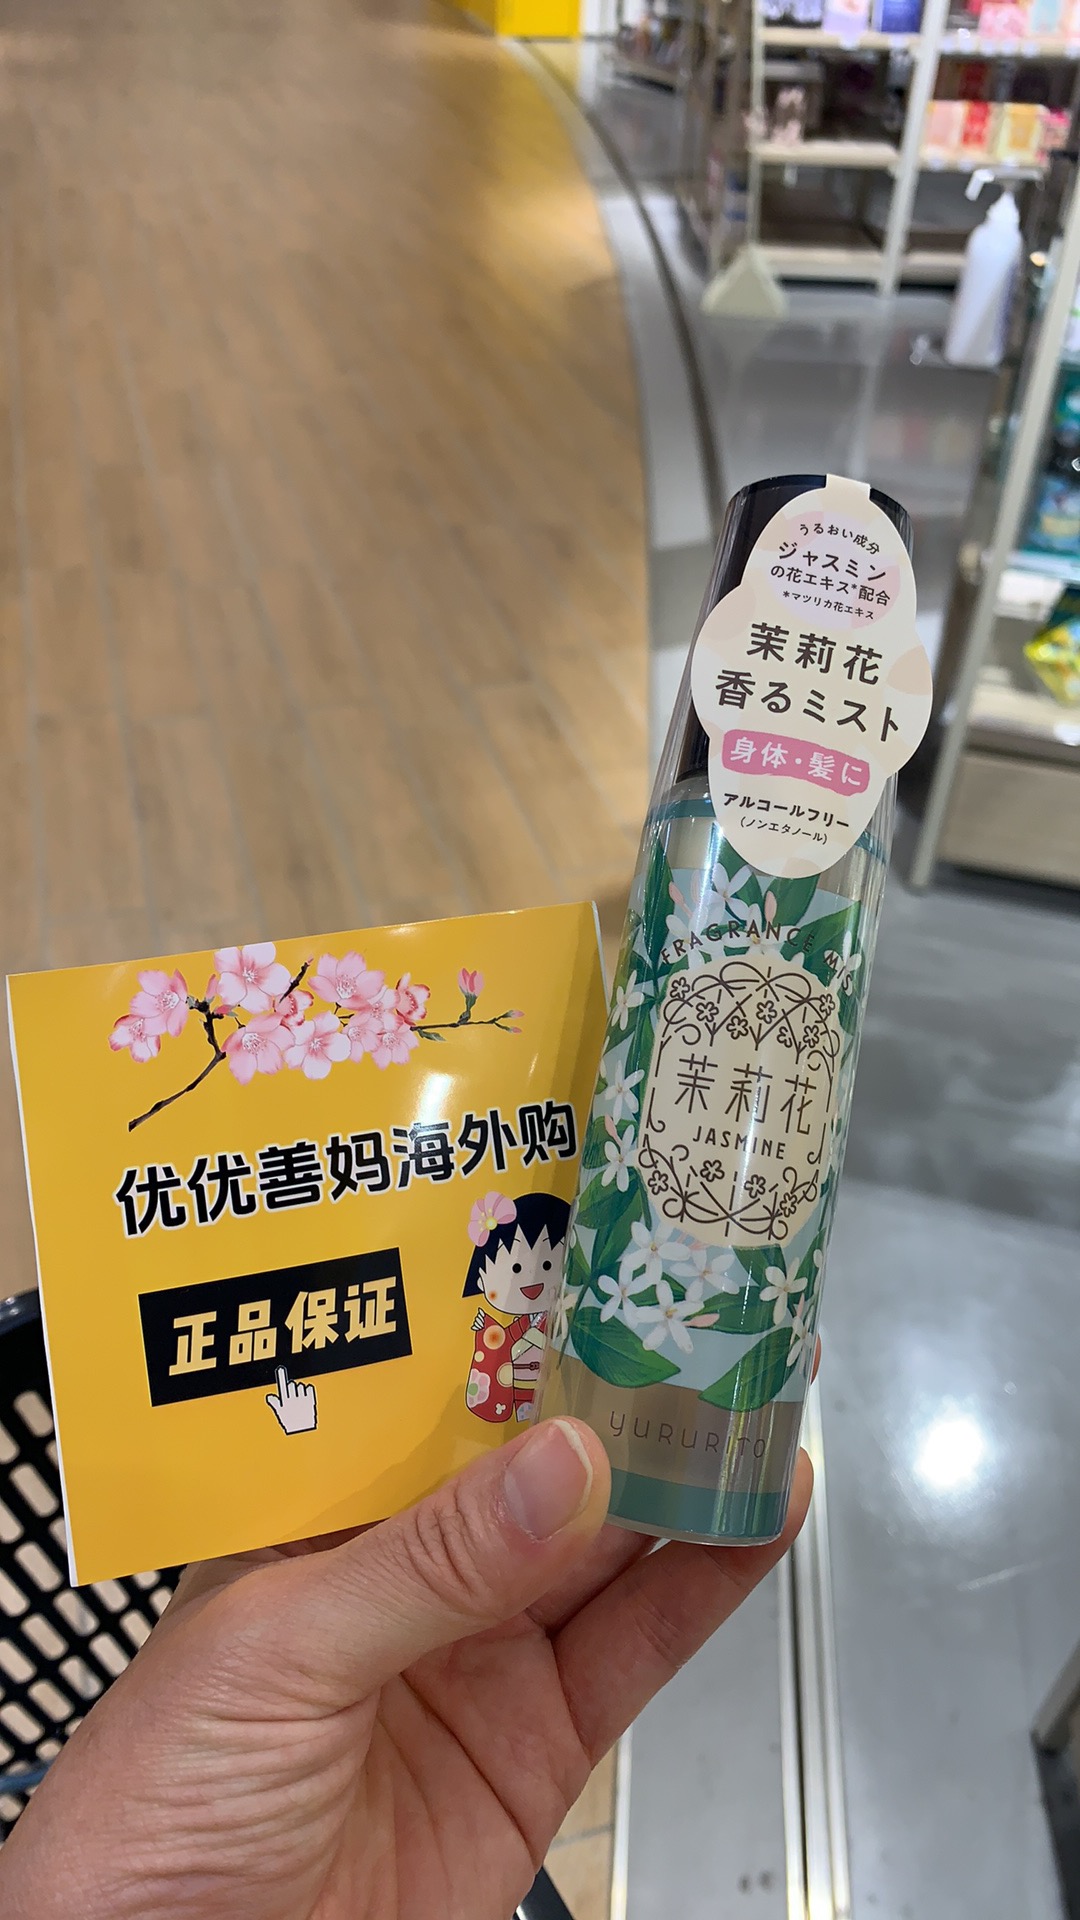 うるおい成分
ジャスミン
の花エキス*配合
*マツリカ花エキス
茉莉花
香るミスト
身体・髪に
アルコールフリー
(ノンエタノール)
FRAGRANCE MIS
茉莉花
JASMINE
YURURITO
优优善妈海外购
正品保证